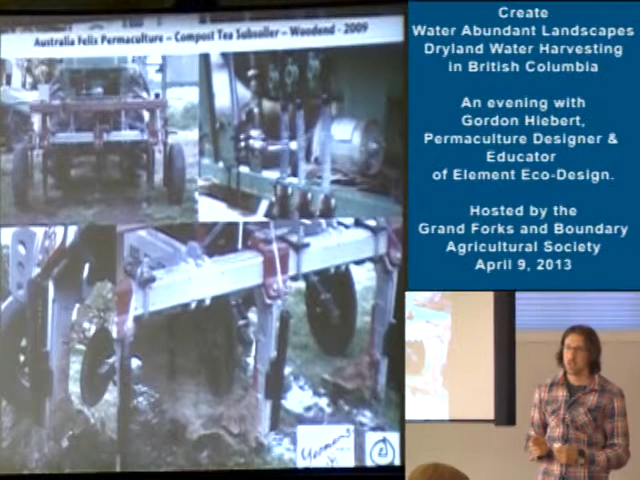 Australia Felix Permaculture – Compost Tea Subsoiler – Woodend - 2009
Create
Water Abundant Landscapes
Dryland Water Harvesting
in British Columbia
An evening with
Gordon Hiebert,
Permaculture Designer &
Educator
of Element Eco-Design.
Hosted by the
Grand Forks and Boundary
Agricultural Society
April 9, 2013
Yeomans